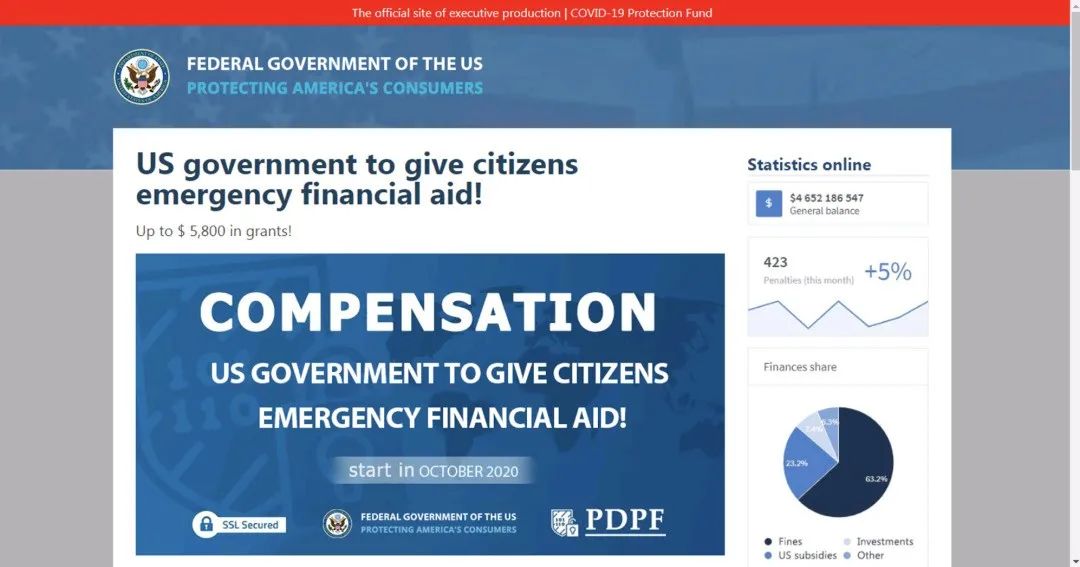 The official site of executive production | COVID-19 Protection Fund
FEDERAL GOVERNMENT OF THE US
PROTECTING AMERICA'S CONSUMERS
US government to give citizens
emergency financial aid!
Up to $ 5,800 in grants!
COMPENSATION
US GOVERNMENT TO GIVE CITIZENS
EMERGENCY FINANCIAL AID!
start in OCTOBER 2020
SSL Secured
FEDERAL GOVERNMENT OF THE US
PROTECTING AMERICA'S CONSUMERS
PDPF
Statistics online
$
$4 652 186 547
General balance
423
Penalties (this month)
+5%
Finances share
7.4%
6.3%
23.2%
63.2%
Fines
Investments
US subsidies
Other